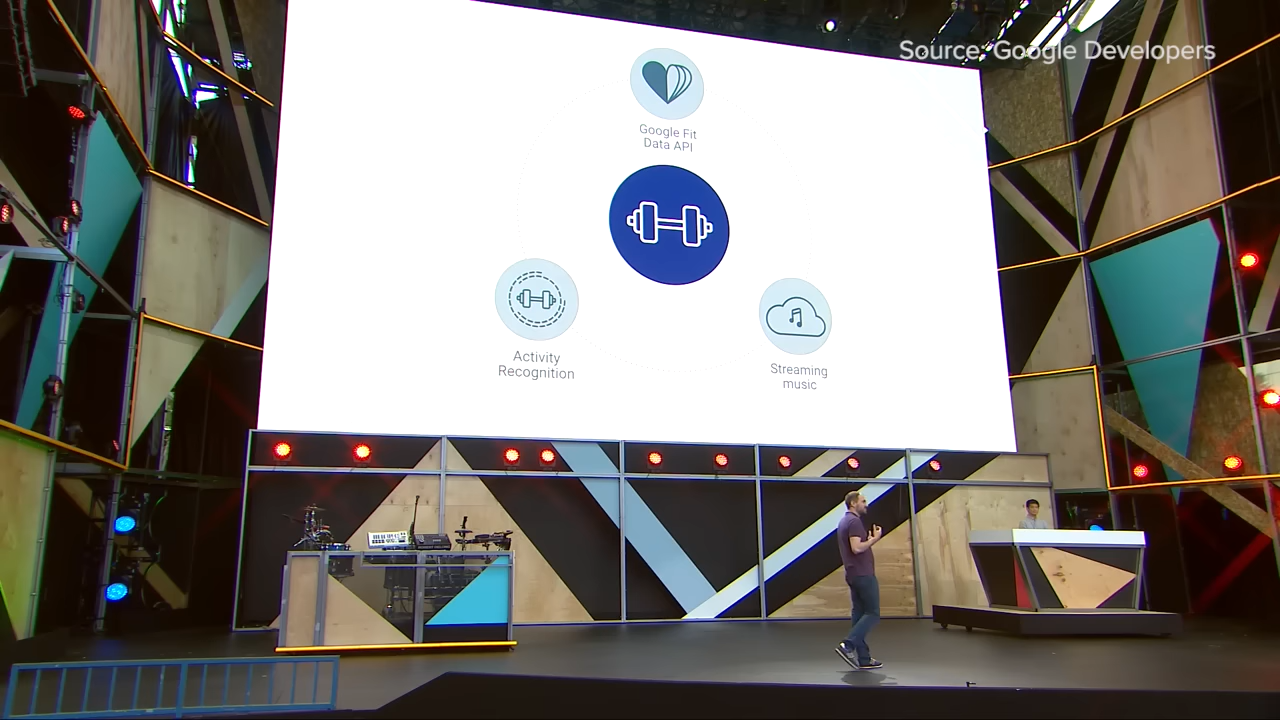 Source: Google Developers
Google Fit
Data API
Activity
Recognition
Streaming
music